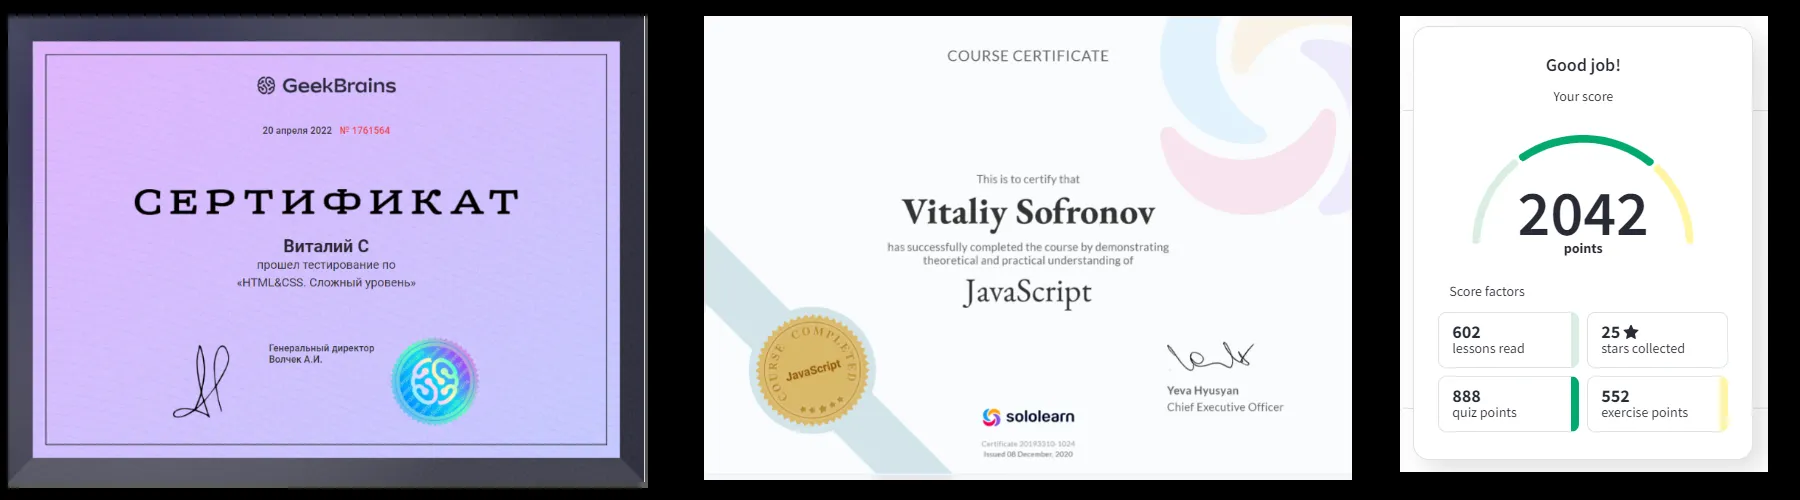 GeekBrains
20 апреля 2022 № 1761564
СЕРТИФИКАТ
Виталий С
прошел тестирование по
«HTML&CSS. Сложный уровень»
Генеральный директор
Волчек А.И.
COURSE CERTIFICATE
This is to certify that
Vitaliy Sofronov
has successfully completed the course by demonstrating
theoretical and practical understanding of
JavaScript
COURSE COMPLETED
JavaScript
Yeva Hyusyan
Chief Executive Officer
sololearn
Certificate 20193310-1024
Issued 08 December, 2020
Good job!
Your score
2042
points
Score factors
602
lessons read
25 ★
stars collected
888
quiz points
552
exercise points